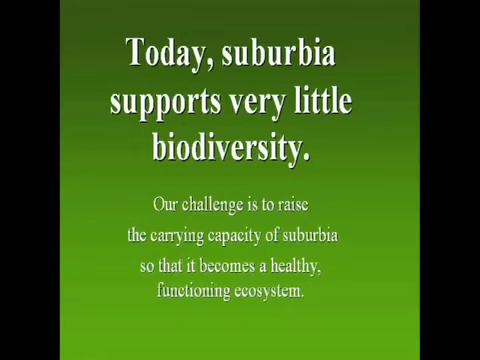 Today, suburbia
supports very little
biodiversity.
Our challenge is to raise
the carrying capacity of suburbia
so that it becomes a healthy,
functioning ecosystem.